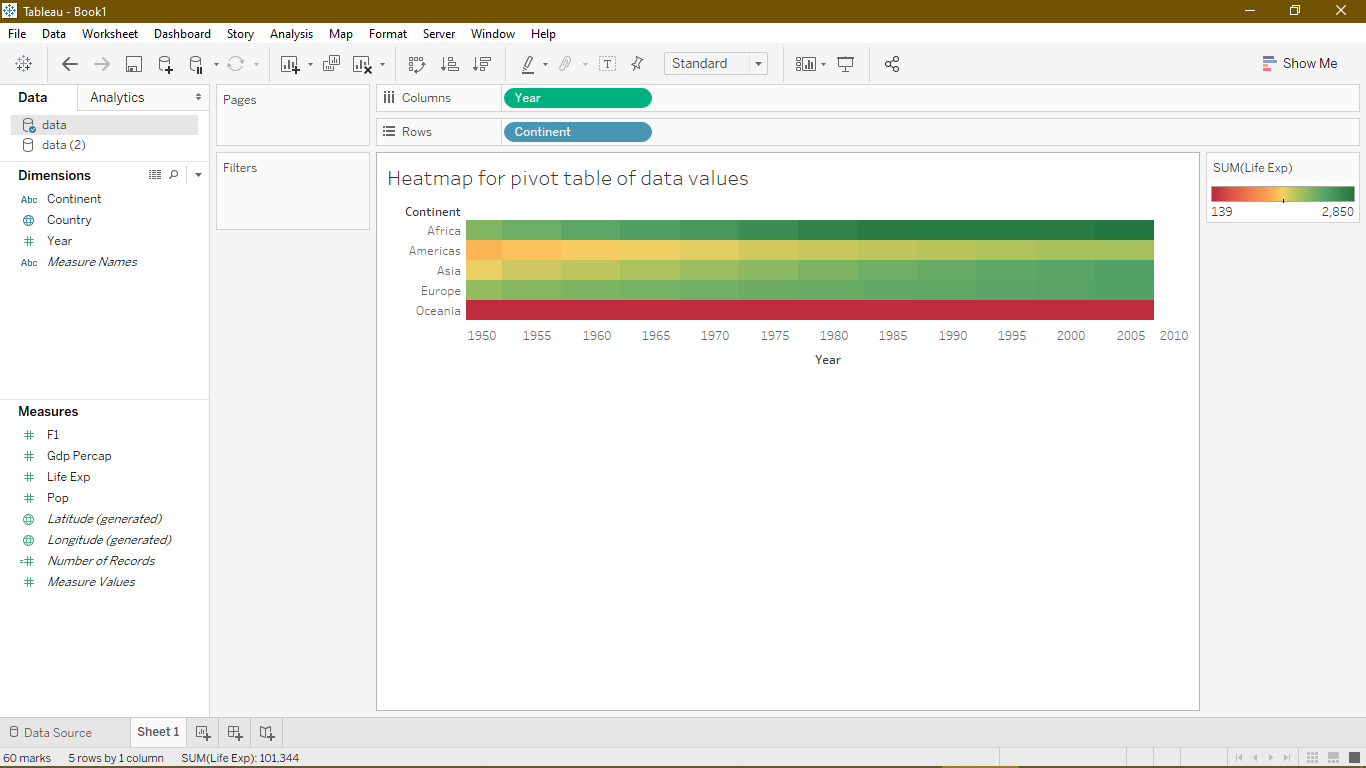 Tableau - Book1
File Data Worksheet Dashboard Story Analysis Map Format Server Window Help
Standard
Show Me
Data Analytics
data
data (2)
Dimensions
Abc Continent
Country
Year
Abc Measure Names
Measures
F1
Gdp Percap
Life Exp
Pop
Latitude (generated)
Longitude (generated)
Number of Records
Measure Values
Pages
Filters
Columns Year
Rows Continent
Heatmap for pivot table of data values
Continent
Africa
Americas
Asia
Europe
Oceania
1950 1955 1960 1965 1970 1975 1980 1985 1990 1995 2000 2005 2010
Year
SUM(Life Exp)
139 2,850
Data Source Sheet 1
60 marks 5 rows by 1 column SUM(Life Exp): 101,344